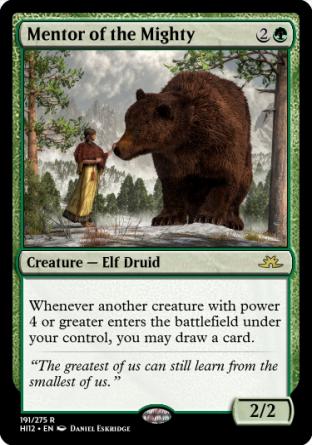 Mentor of the Mighty 2
Creature — Elf Druid
Whenever another creature with power
4 or greater enters the battlefield under
your control, you may draw a card.
“The greatest of us can still learn from the
smallest of us.”
191/275 R
HI12 • EN DANIEL ESKRIDGE
2/2